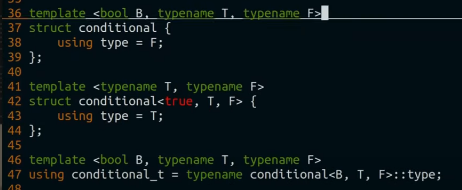 36 template <bool B, typename T, typename F>
37 struct conditional {
38     using type = F;
39 };
40
41 template <typename T, typename F>
42 struct conditional<true, T, F> {
43     using type = T;
44 };
45
46 template <bool B, typename T, typename F>
47 using conditional_t = typename conditional<B, T, F>::type;